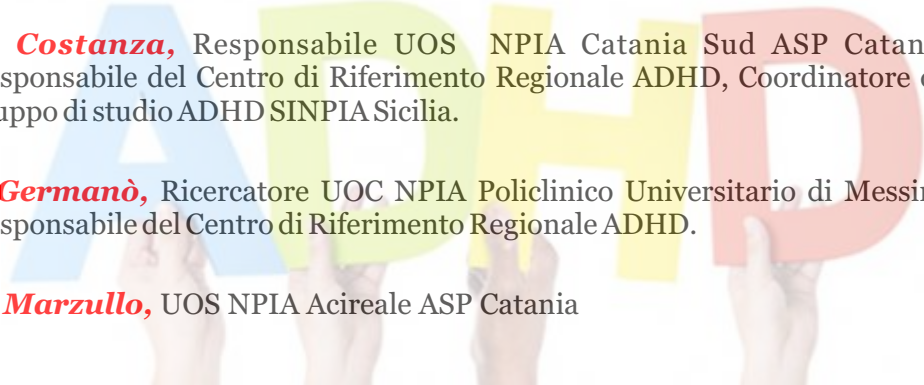 Costanza, Responsabile UOS NPIA Catania Sud ASP Catan
sponsabile del Centro di Riferimento Regionale ADHD, Coordinatore
uppo di studio ADHD SINPIA Sicilia.
Germanò, Ricercatore UOC NPIA Policlinico Universitario di Messin
sponsabile del Centro di Riferimento Regionale ADHD.
Marzullo, UOS NPIA Acireale ASP Catania
ADHD